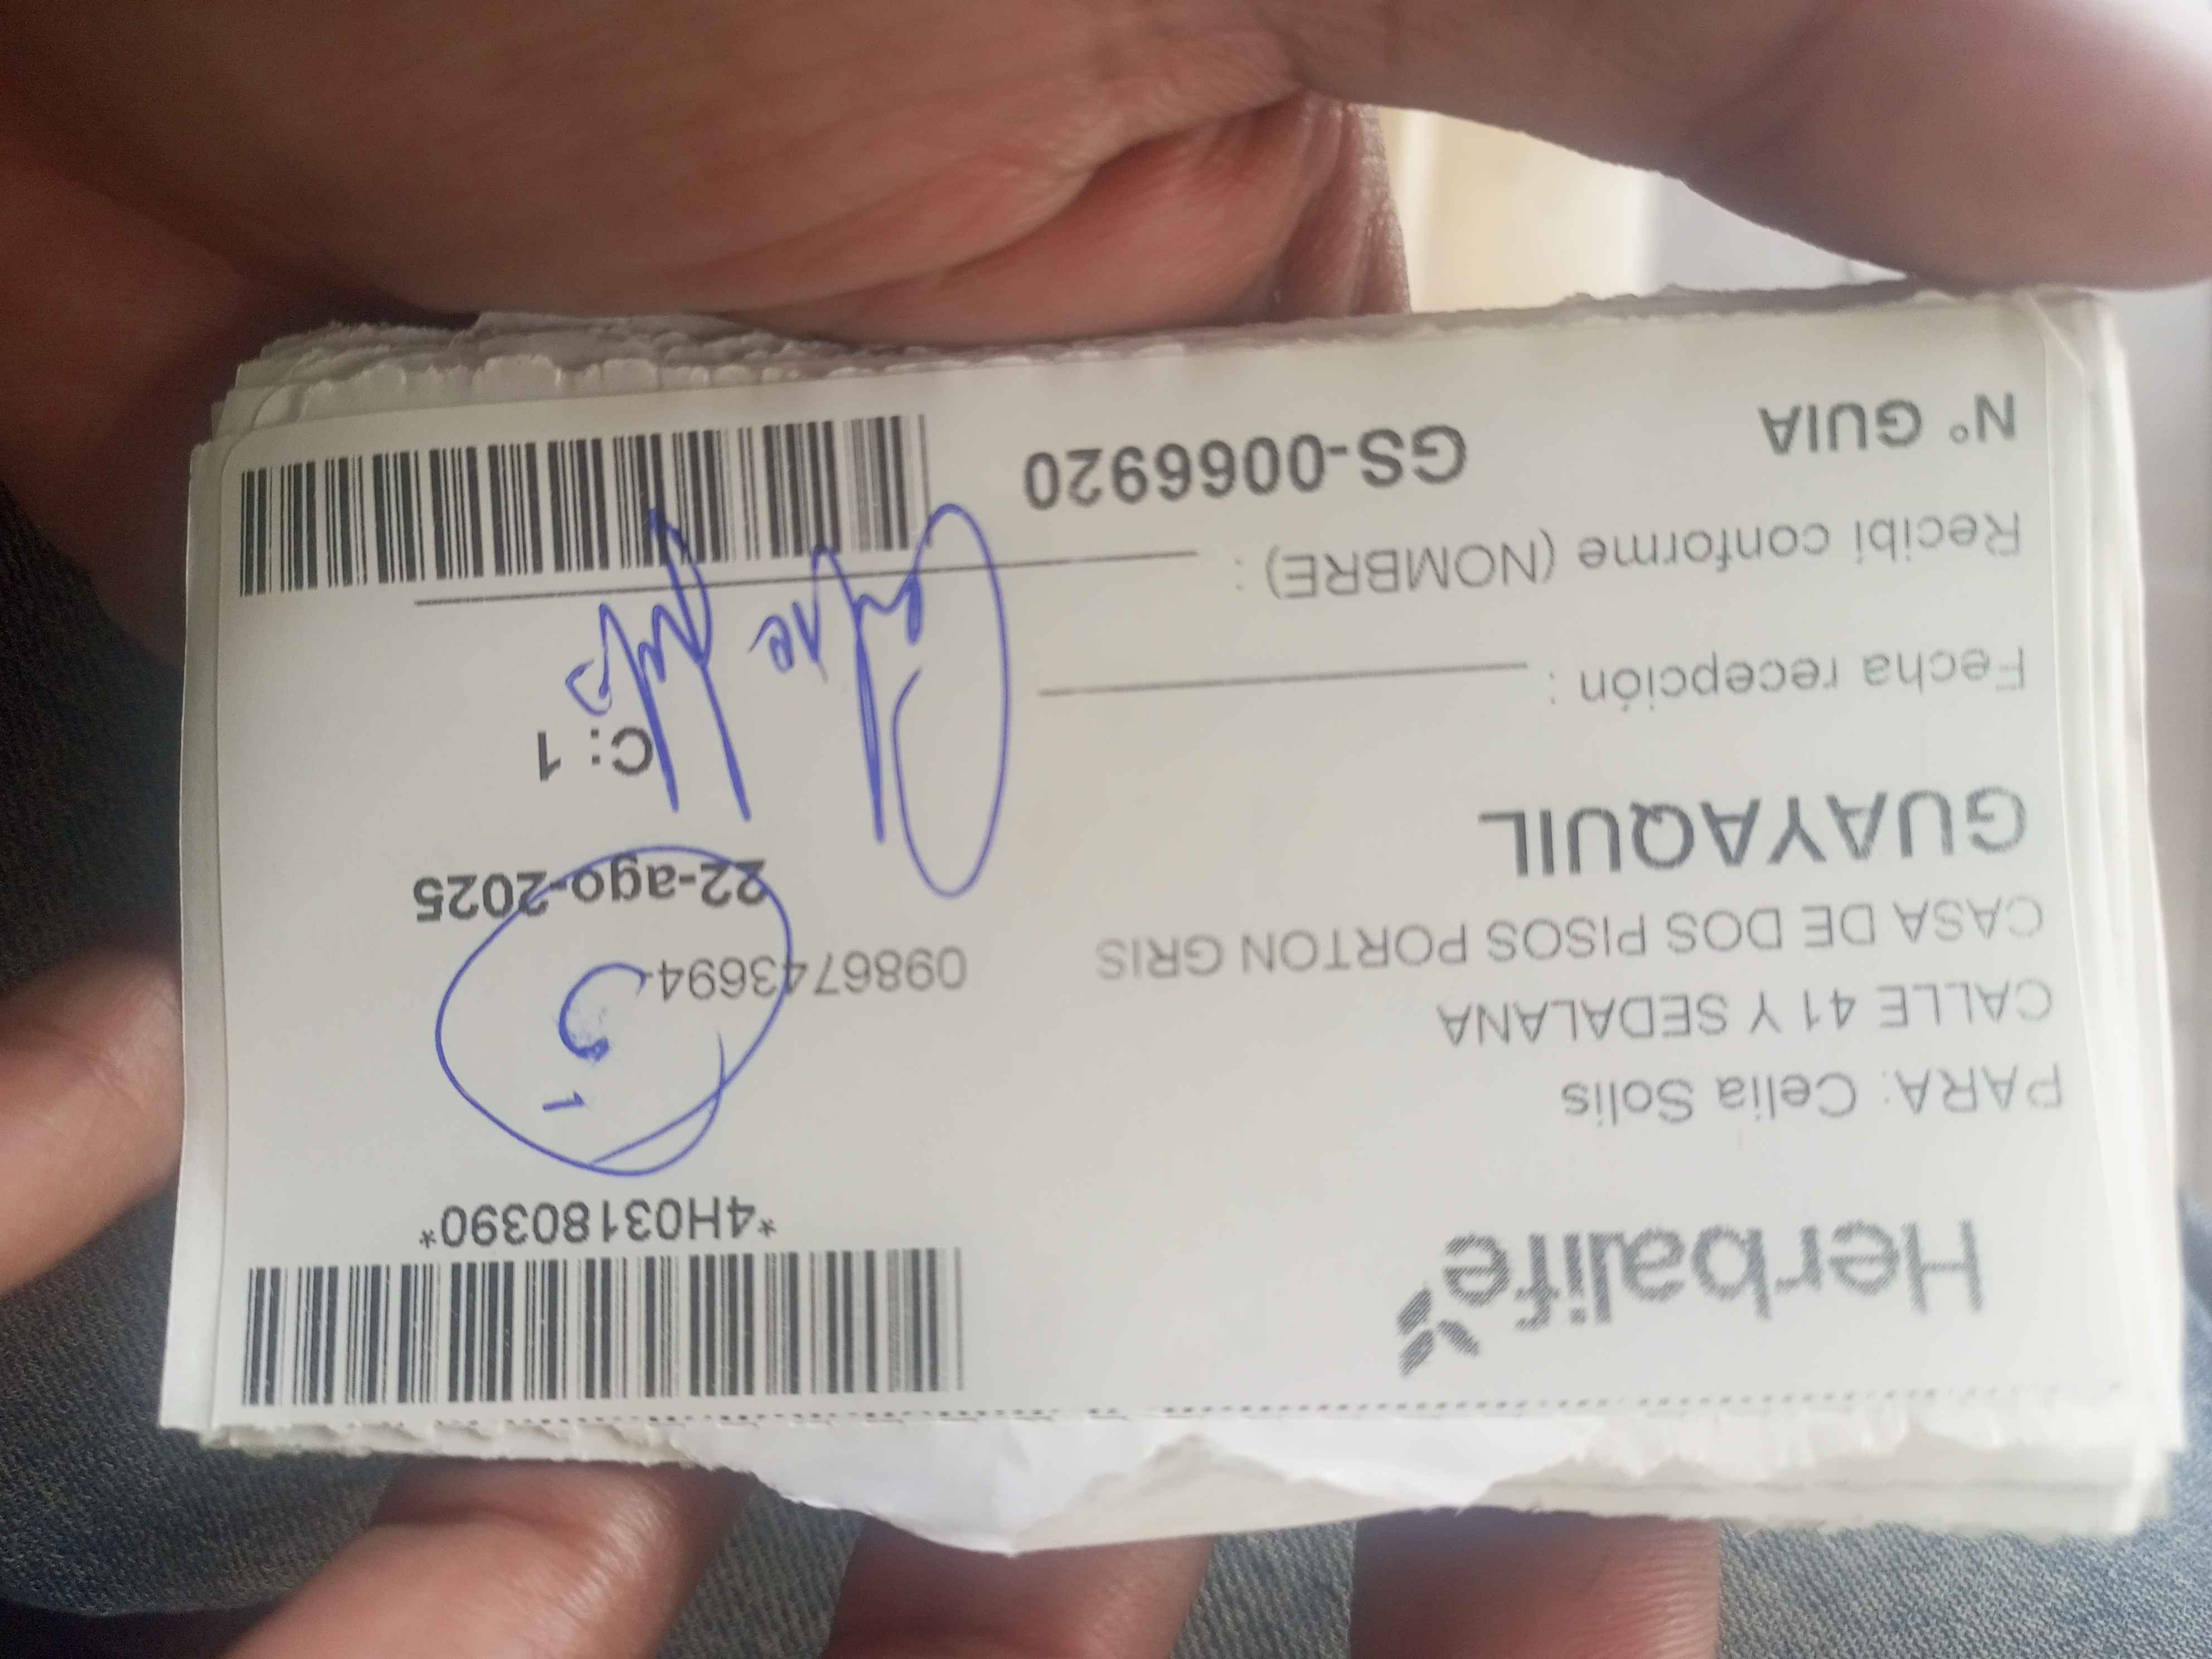 Herbalife
*4H03180390*
PARA: Celia Solis
CALLE 41 Y SEDALANA
CASA DE DOS PISOS PORTON GRIS
0986743694-
GUAYAQUIL
22-ago-2025
C: 1
Fecha recepción :
Recibi conforme (NOMBRE) :
N° GUIA
GS-0066920